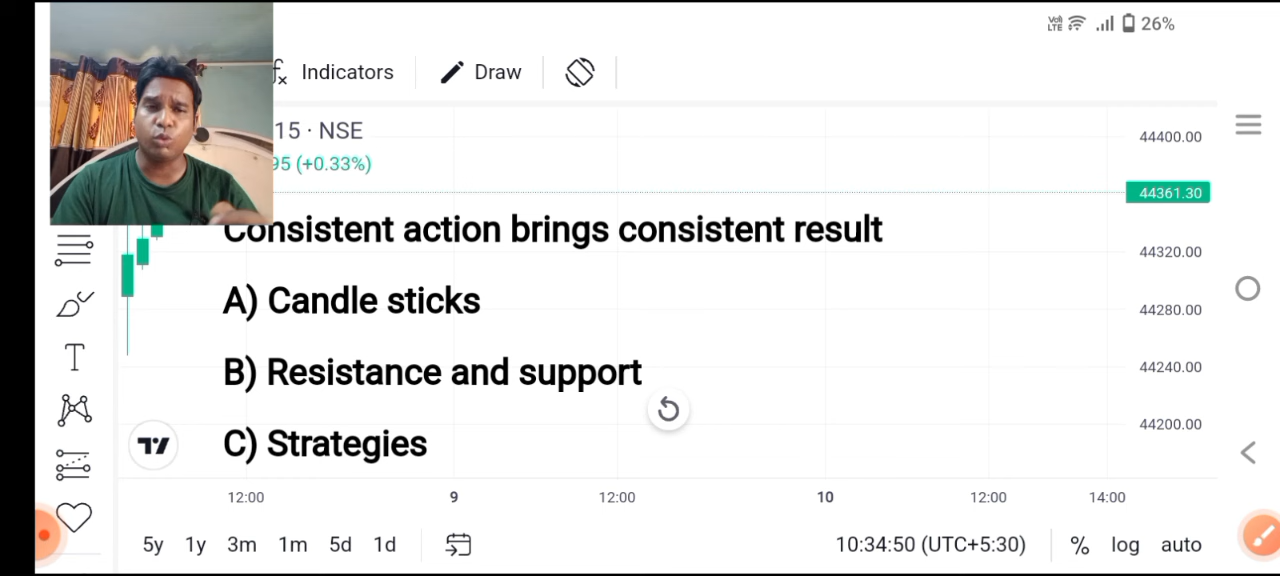 Vo) LTE 26%
Indicators Draw
15 · NSE
95 (+0.33%)
44400.00
44361.30
Consistent action brings consistent result
44320.00
A) Candle sticks
44280.00
B) Resistance and support
44240.00
44200.00
C) Strategies
12:00 9 12:00 10 12:00 14:00
5y 1y 3m 1m 5d 1d 10:34:50 (UTC+5:30) % log auto